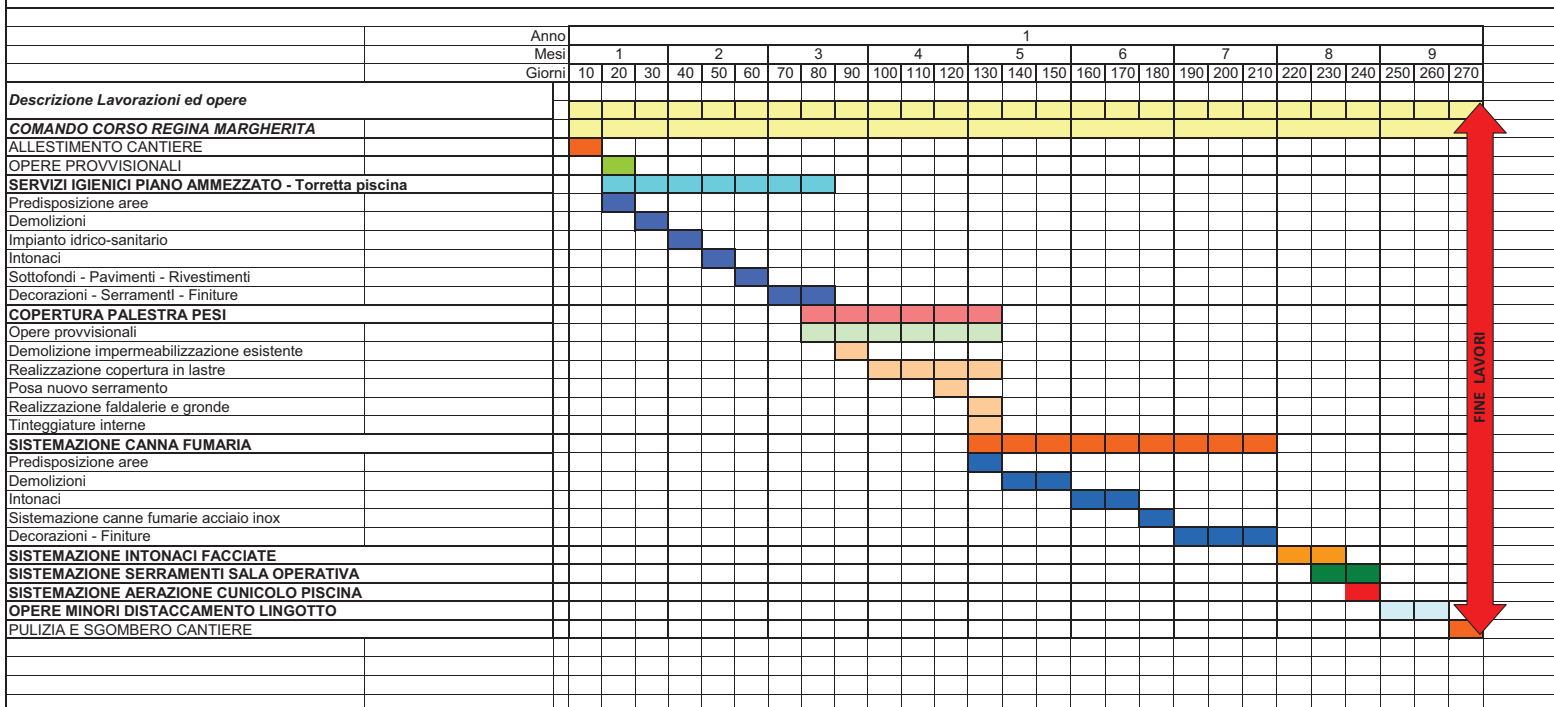 Anno 1
Mesi 1 2 3 4 5 6 7 8 9
Giorni 10 20 30 40 50 60 70 80 90 100 110 120 130 140 150 160 170 180 190 200 210 220 230 240 250 260 270
Descrizione Lavorazioni ed opere
COMANDO CORSO REGINA MARGHERITA
ALLESTIMENTO CANTIERE
OPERE PROVVISIONALI
SERVIZI IGIENICI PIANO AMMEZZATO - Torretta piscina
Predisposizione aree
Demolizioni
Impianto idrico-sanitario
Intonaci
Sottofondi - Pavimenti - Rivestimenti
Decorazioni - SerramentI - Finiture
COPERTURA PALESTRA PESI
Opere provvisionali
Demolizione impermeabilizzazione esistente
Realizzazione copertura in lastre
Posa nuovo serramento
Realizzazione faldalerie e gronde
Tinteggiature interne
SISTEMAZIONE CANNA FUMARIA
Predisposizione aree
Demolizioni
Intonaci
Sistemazione canne fumarie acciaio inox
Decorazioni - Finiture
SISTEMAZIONE INTONACI FACCIATE
SISTEMAZIONE SERRAMENTI SALA OPERATIVA
SISTEMAZIONE AERAZIONE CUNICOLO PISCINA
OPERE MINORI DISTACCAMENTO LINGOTTO
PULIZIA E SGOMBERO CANTIERE
FINE LAVORI